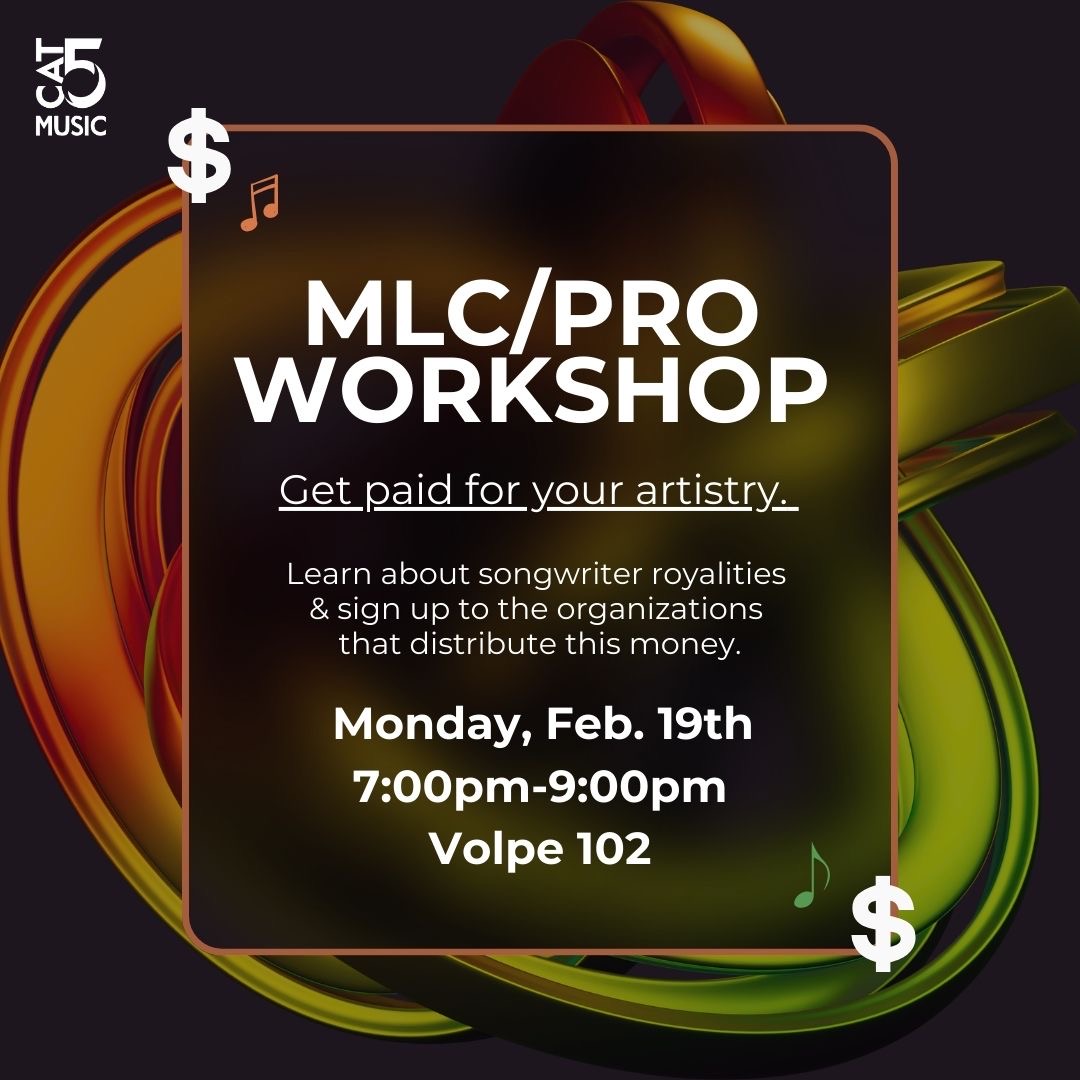 CAT 5
MUSIC
$
MLC/PRO
WORKSHOP
Get paid for your artistry.
Learn about songwriter royalities
& sign up to the organizations
that distribute this money.
Monday, Feb. 19th
7:00pm-9:00pm
Volpe 102
$